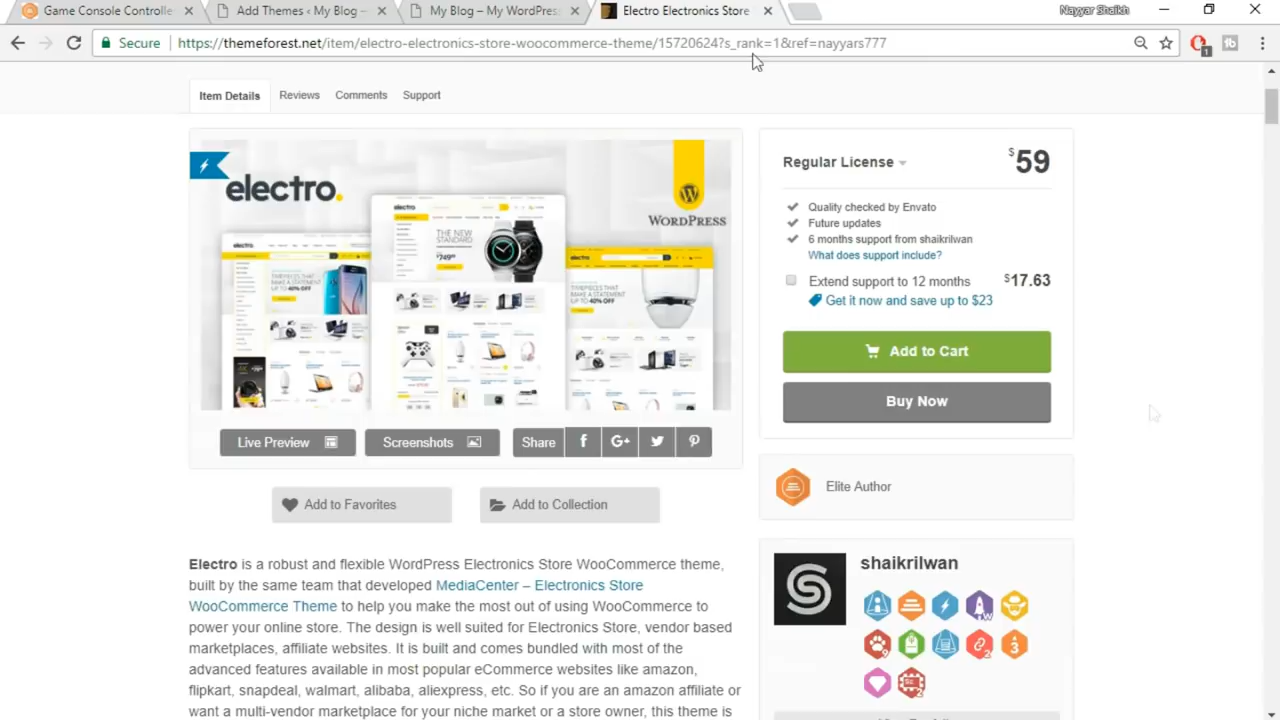 Game Console Controlle
Add Themes ‹ My Blog –
My Blog – My WordPress
Electro Electronics Store
Nayyar Shaikh
Secure
https://themeforest.net/item/electro-electronics-store-woocommerce-theme/15720624?s_rank=1&ref=nayyars777
Item Details
Reviews
Comments
Support
electro.
WORDPRESS
electro
THE NEW
STANDARD
Regular License
$59
Quality checked by Envato
Future updates
6 months support from shaikrilwan
What does support include?
Extend support to 12 months
$17.63
Get it now and save up to $23
Add to Cart
Buy Now
Live Preview
Screenshots
Share
Add to Favorites
Add to Collection
Elite Author
shaikrilwan
Electro is a robust and flexible WordPress Electronics Store WooCommerce theme,
built by the same team that developed MediaCenter – Electronics Store
WooCommerce Theme to help you make the most out of using WooCommerce to
power your online store. The design is well suited for Electronics Store, vendor based
marketplaces, affiliate websites. It is built and comes bundled with most of the
advanced features available in most popular eCommerce websites like amazon,
flipkart, snapdeal, walmart, alibaba, aliexpress, etc. So if you are an amazon affiliate or
want a multi-vendor marketplace for your niche market or a store owner, this theme is